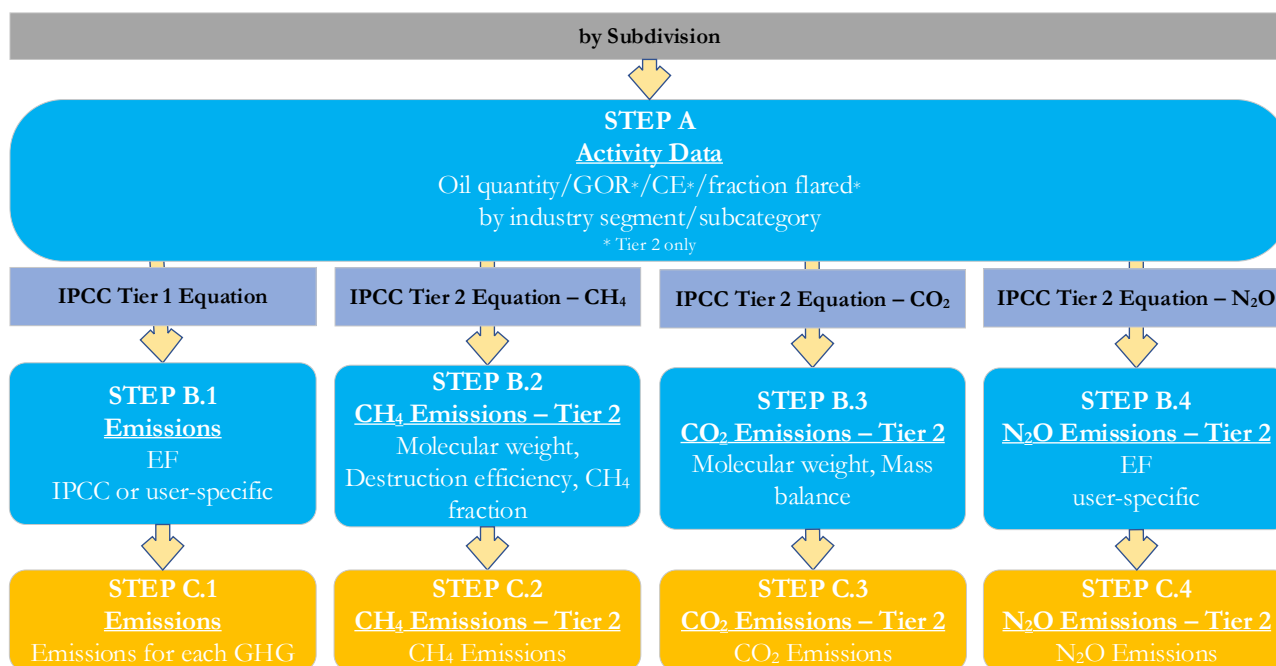 by Subdivision
STEP A
Activity Data
Oil quantity/GOR*/CE*/fraction flared*
by industry segment/subcategory
* Tier 2 only
IPCC Tier 1 Equation
IPCC Tier 2 Equation – CH₄
IPCC Tier 2 Equation – CO₂
IPCC Tier 2 Equation – N₂O
STEP B.1
Emissions
EF
IPCC or user-specific
STEP B.2
CH₄ Emissions – Tier 2
Molecular weight,
Destruction efficiency, CH₄
fraction
STEP B.3
CO₂ Emissions – Tier 2
Molecular weight, Mass
balance
STEP B.4
N₂O Emissions – Tier 2
EF
user-specific
STEP C.1
Emissions
Emissions for each GHG
STEP C.2
CH₄ Emissions – Tier 2
CH₄ Emissions
STEP C.3
CO₂ Emissions – Tier 2
CO₂ Emissions
STEP C.4
N₂O Emissions – Tier 2
N₂O Emissions